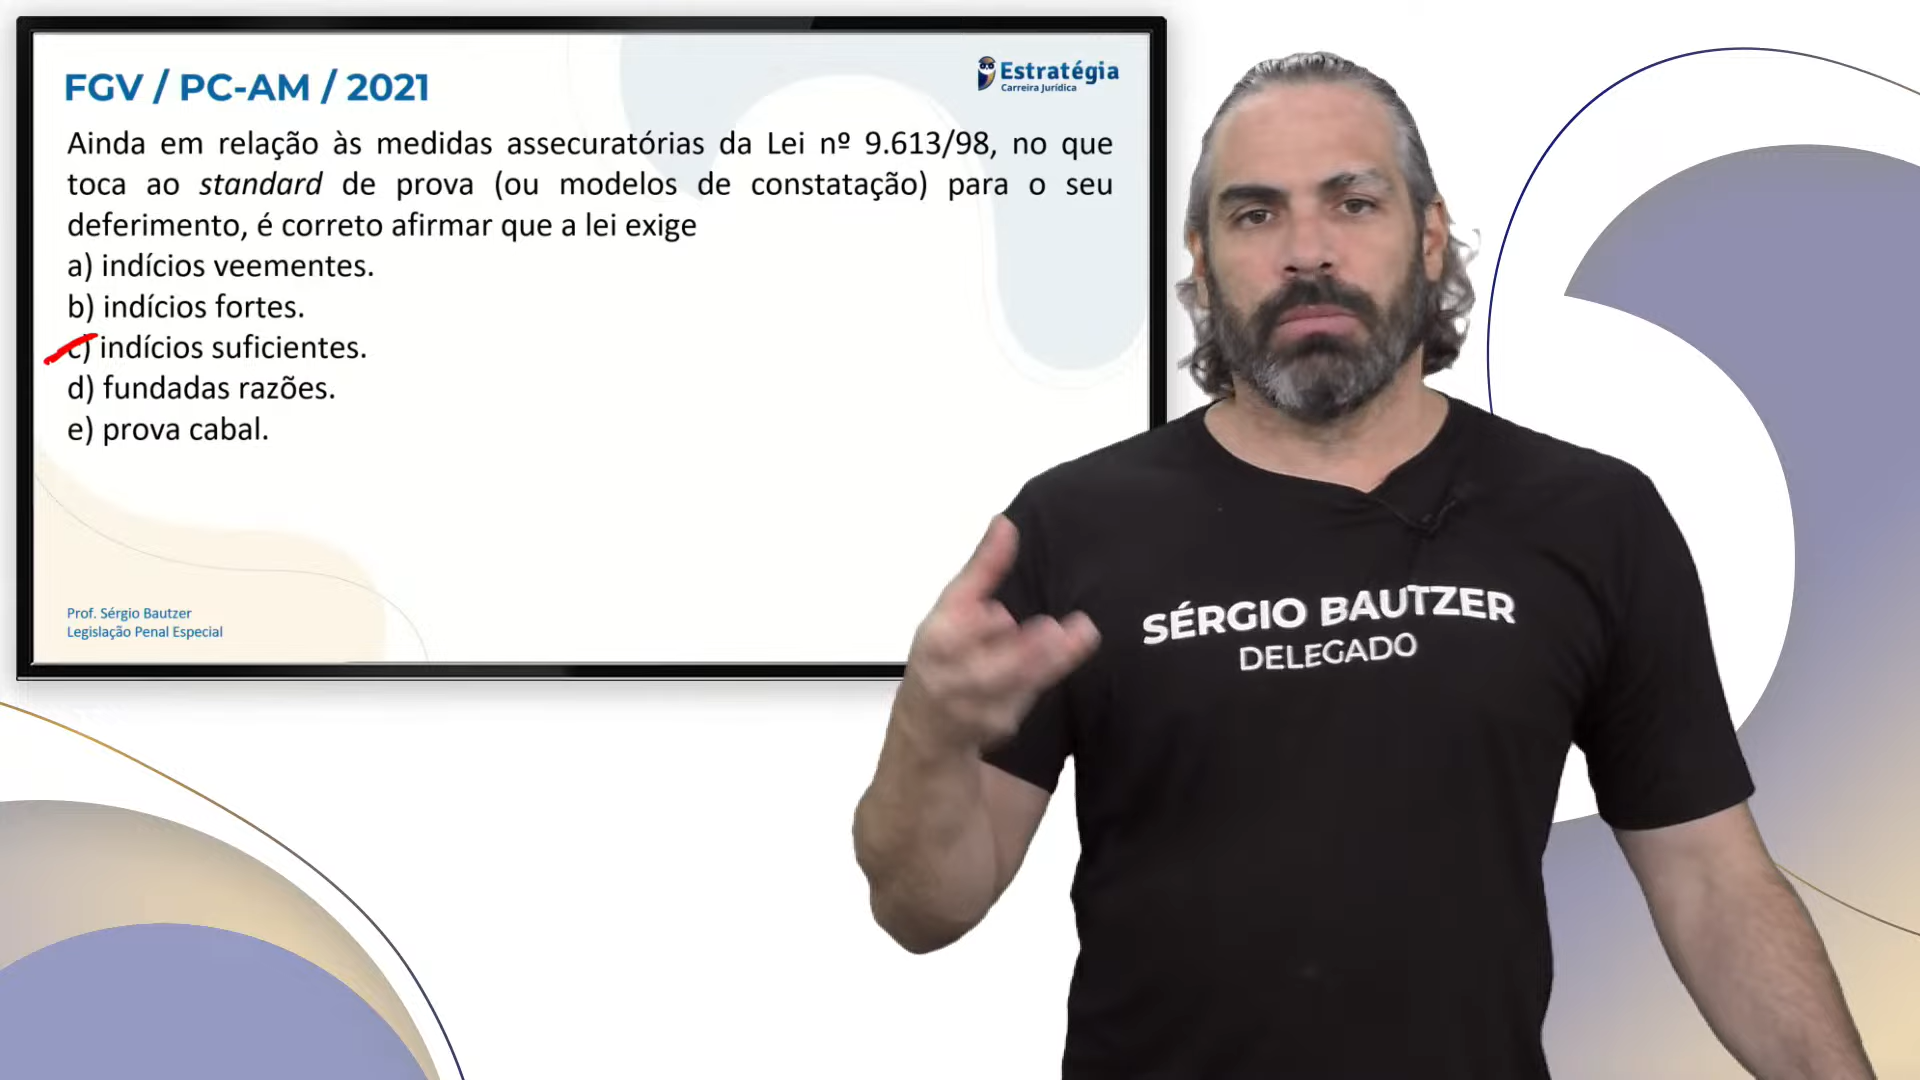 FGV / PC-AM / 2021
Estratégia
Carreira Jurídica
Ainda em relação às medidas assecuratórias da Lei nº 9.613/98, no que
toca ao standard de prova (ou modelos de constatação) para o seu
deferimento, é correto afirmar que a lei exige
a) indícios veementes.
b) indícios fortes.
c) indícios suficientes.
d) fundadas razões.
e) prova cabal.
Prof. Sérgio Bautzer
Legislação Penal Especial
SÉRGIO BAUTZER
DELEGADO